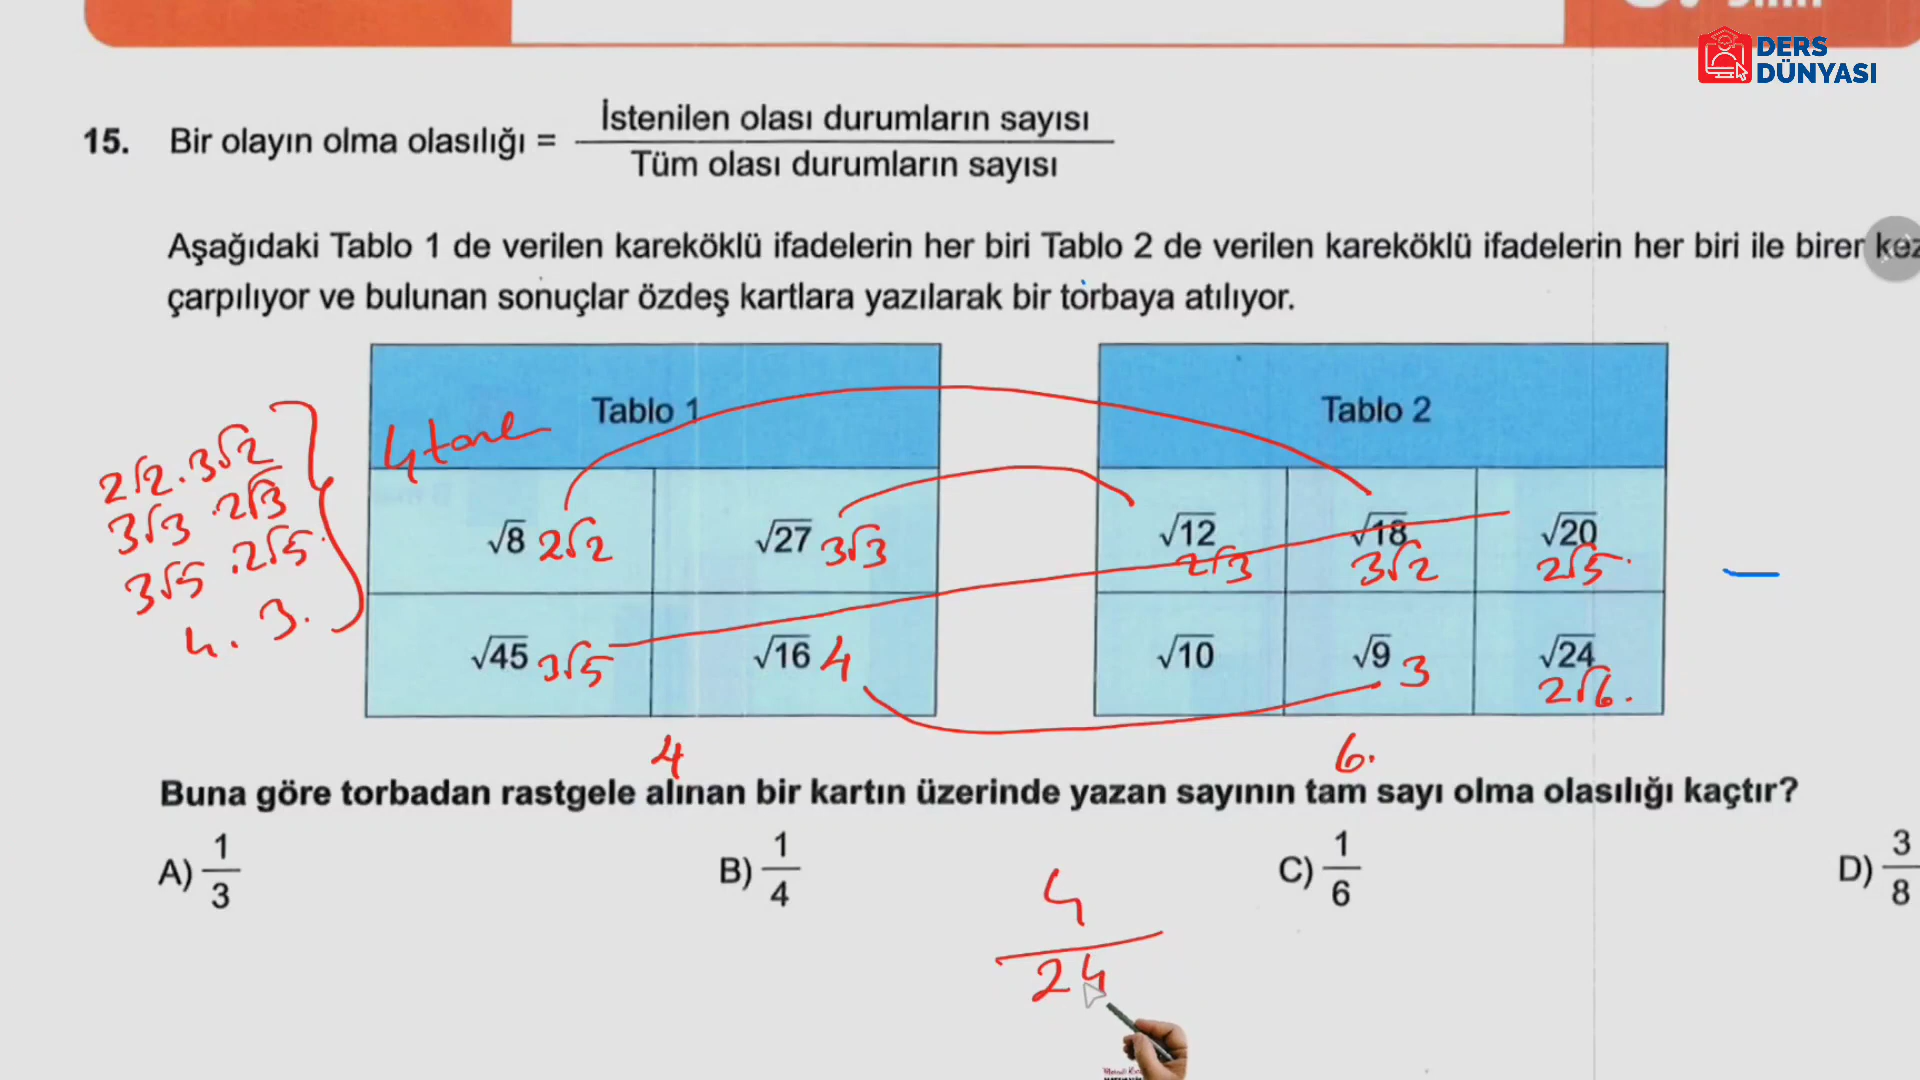 DERS
DÜNYASI
15. Bir olayın olma olasılığı = İstenilen olası durumların sayısı
Tüm olası durumların sayısı
Aşağıdaki Tablo 1 de verilen kareköklü ifadelerin her biri Tablo 2 de verilen kareköklü ifadelerin her biri ile birer
çarpılıyor ve bulunan sonuçlar özdeş kartlara yazılarak bir torbaya atılıyor.
Tablo 1
4 tane
√8 2√2
√27 3√3
√45 3√5
√16 4
4
2√2 . 3√2
3√3 . 2√3
3√5 . 2√5
4 . 3.
Tablo 2
√12 2√3
√18 3√2
√20 2√5
√10
√9 3
√24 2√6
6.
Buna göre torbadan rastgele alınan bir kartın üzerinde yazan sayının tam sayı olma olasılığı kaçtır?
A) 1/3
B) 1/4
C) 1/6
D) 3/8
4
24